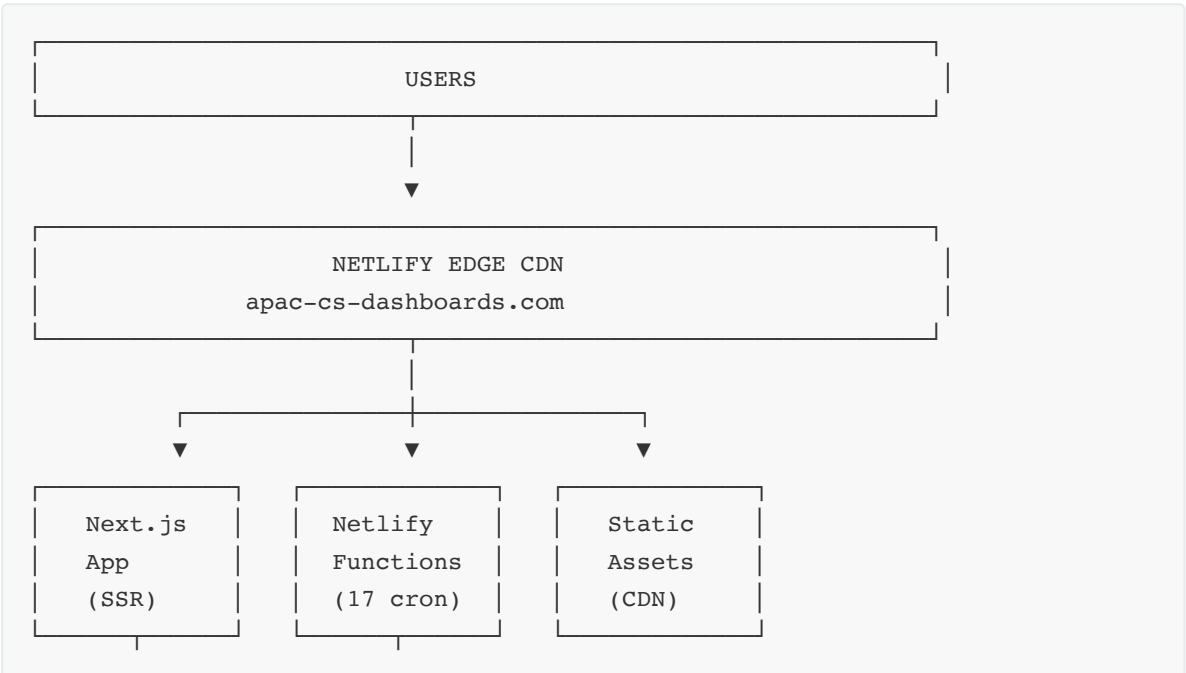 USERS
NETLIFY EDGE CDN
apac-cs-dashboards.com
Next.js Netlify Static
App Functions Assets
(SSR) (17 cron) (CDN)